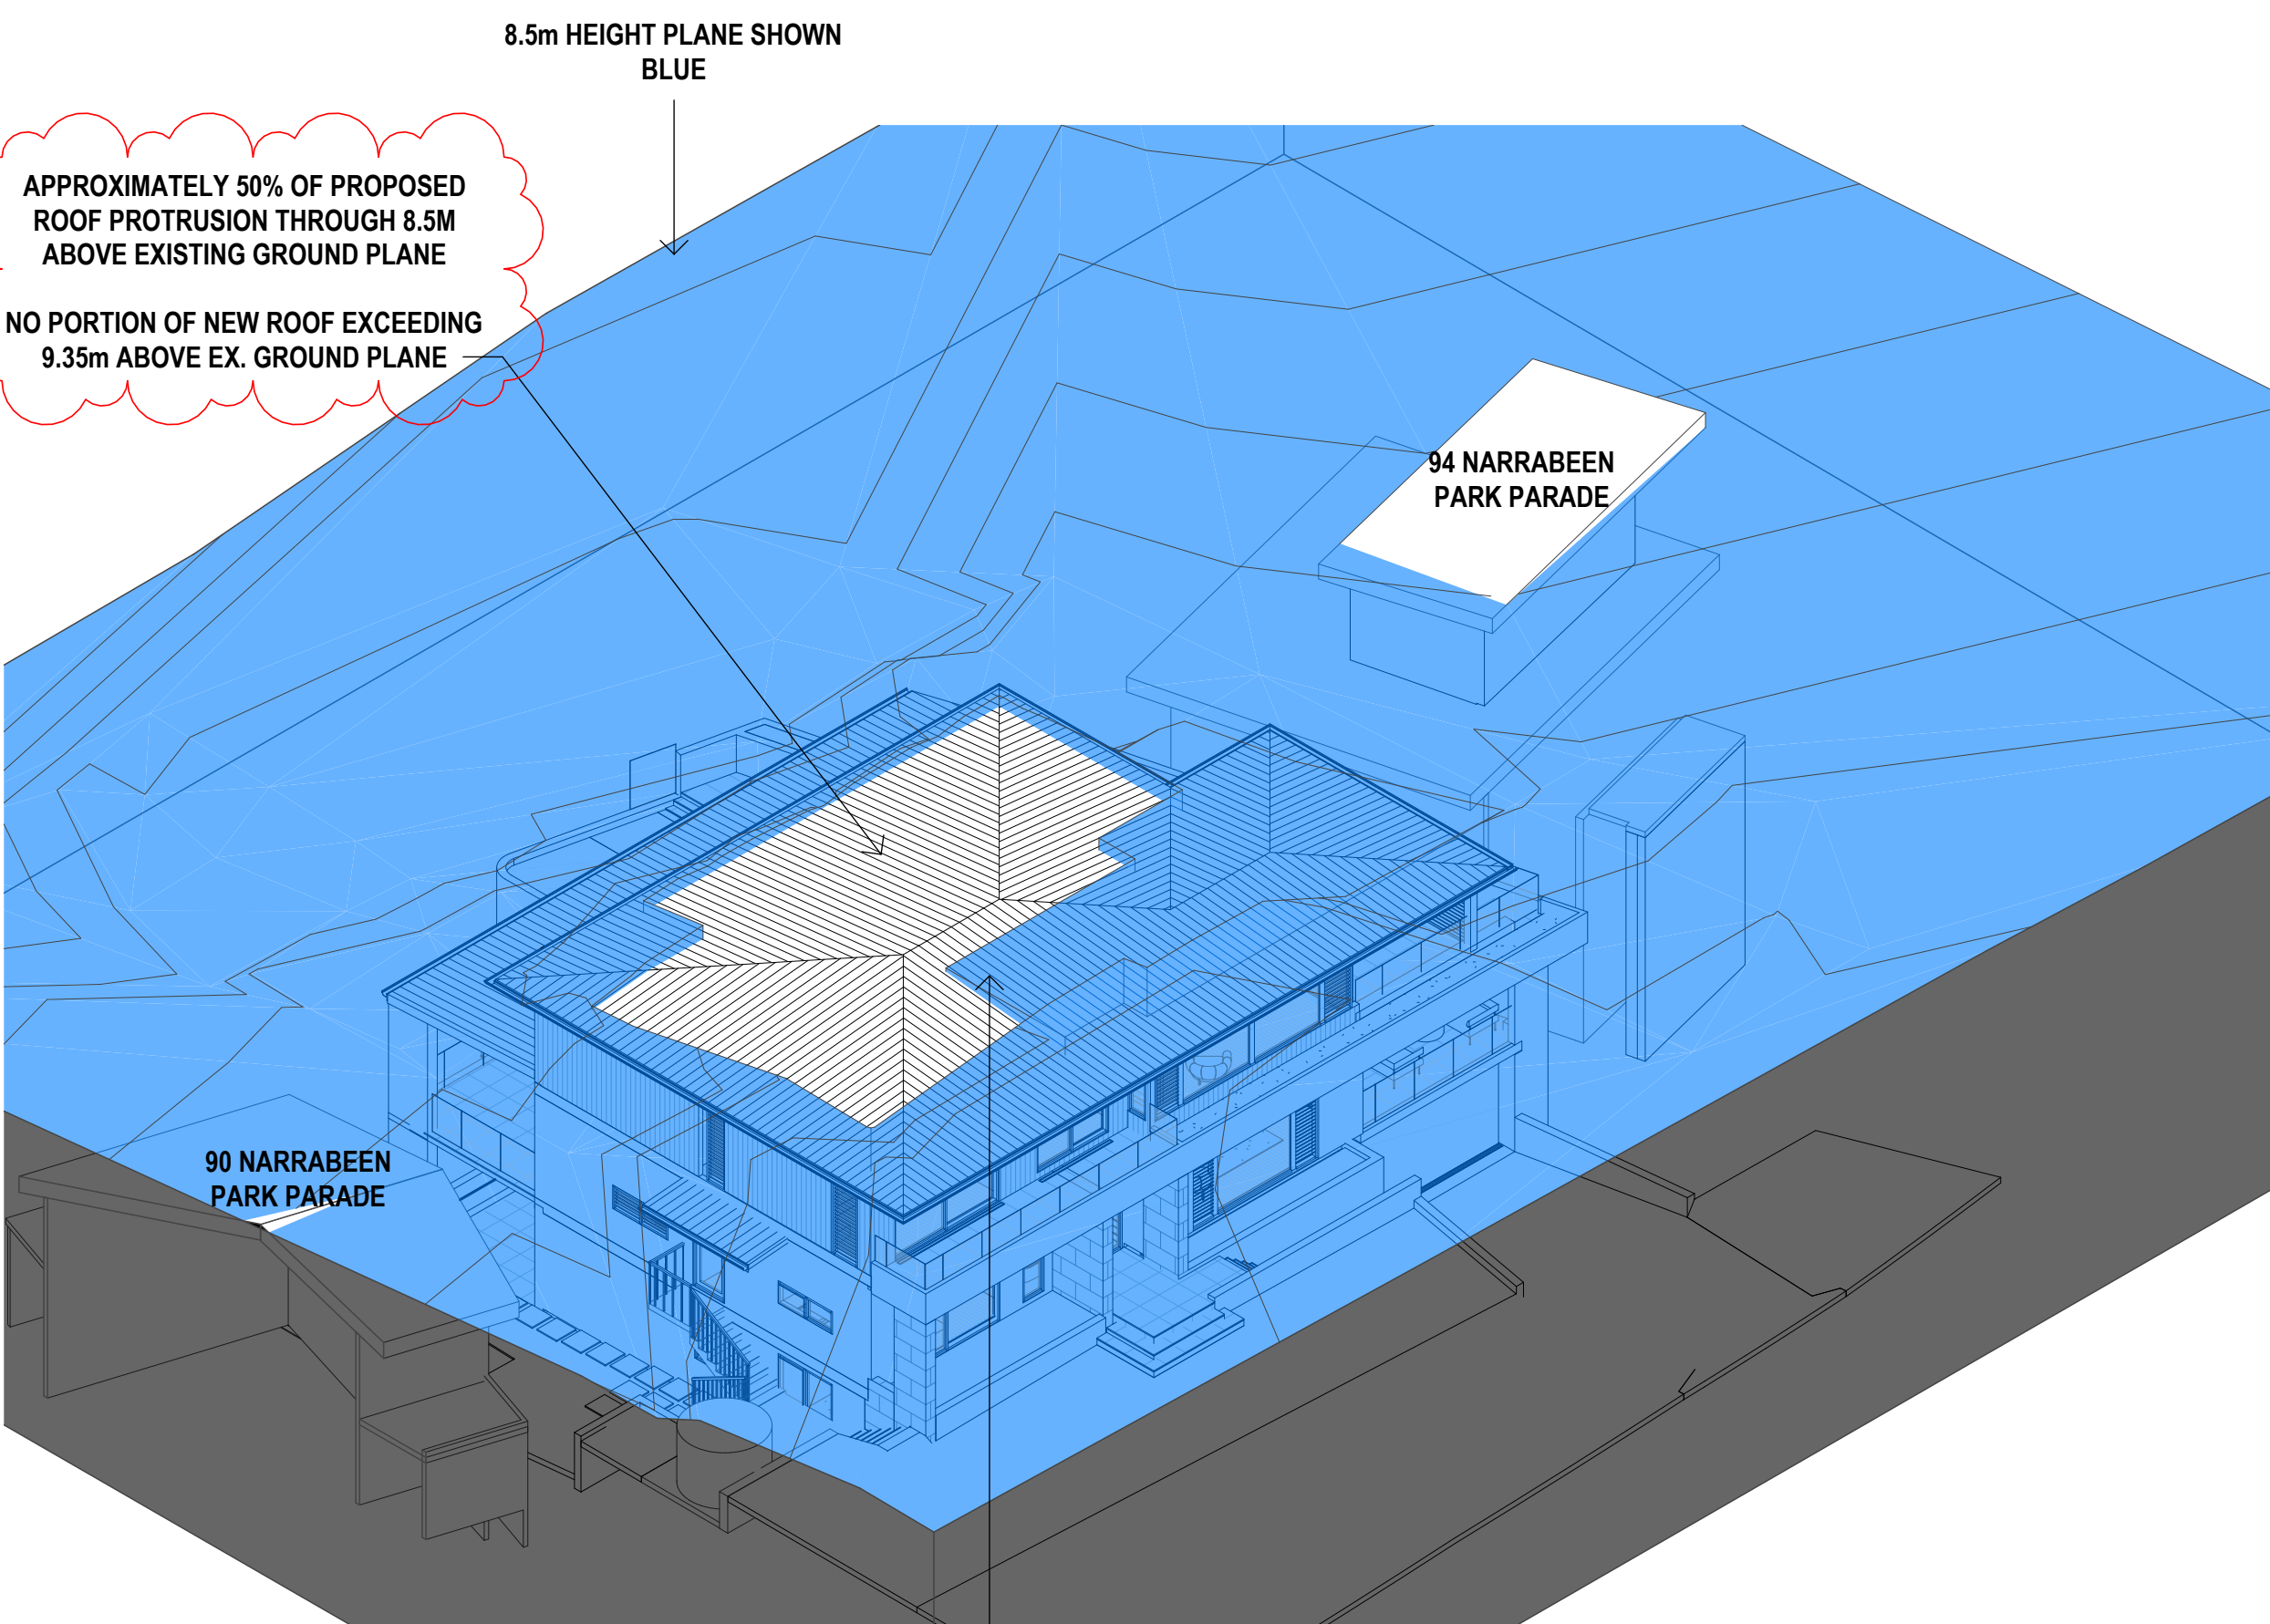 8.5m HEIGHT PLANE SHOWN
BLUE
APPROXIMATELY 50% OF PROPOSED
ROOF PROTRUSION THROUGH 8.5M
ABOVE EXISTING GROUND PLANE
NO PORTION OF NEW ROOF EXCEEDING
9.35m ABOVE EX. GROUND PLANE
94 NARRABEEN
PARK PARADE
90 NARRABEEN
PARK PARADE